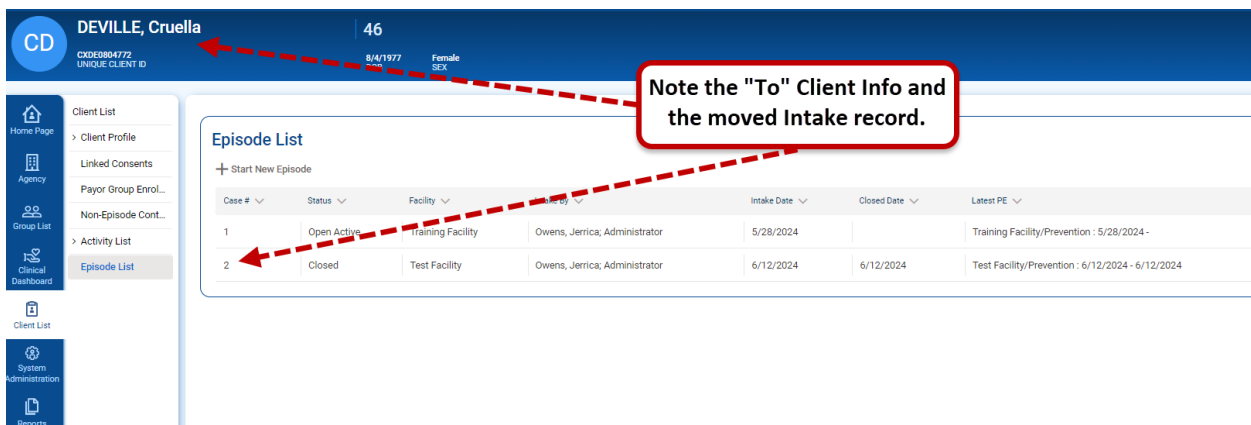 CD
DEVILLE, Cruella
46
CXDE0804772
UNIQUE CLIENT ID
8/4/1977
Female
SEX
Note the "To" Client Info and
the moved Intake record.
Home Page
Agency
Group List
Clinical
Dashboard
Client List
System
Administration
Reports
Client List
> Client Profile
Linked Consents
Payor Group Enrol...
Non-Episode Cont...
> Activity List
Episode List
Episode List
+ Start New Episode
Case # Status Facility Intake By Intake Date Closed Date Latest PE
1 Open Active Training Facility Owens, Jerrica; Administrator 5/28/2024 Training Facility/Prevention : 5/28/2024 -
2 Closed Test Facility Owens, Jerrica; Administrator 6/12/2024 6/12/2024 Test Facility/Prevention : 6/12/2024 - 6/12/2024